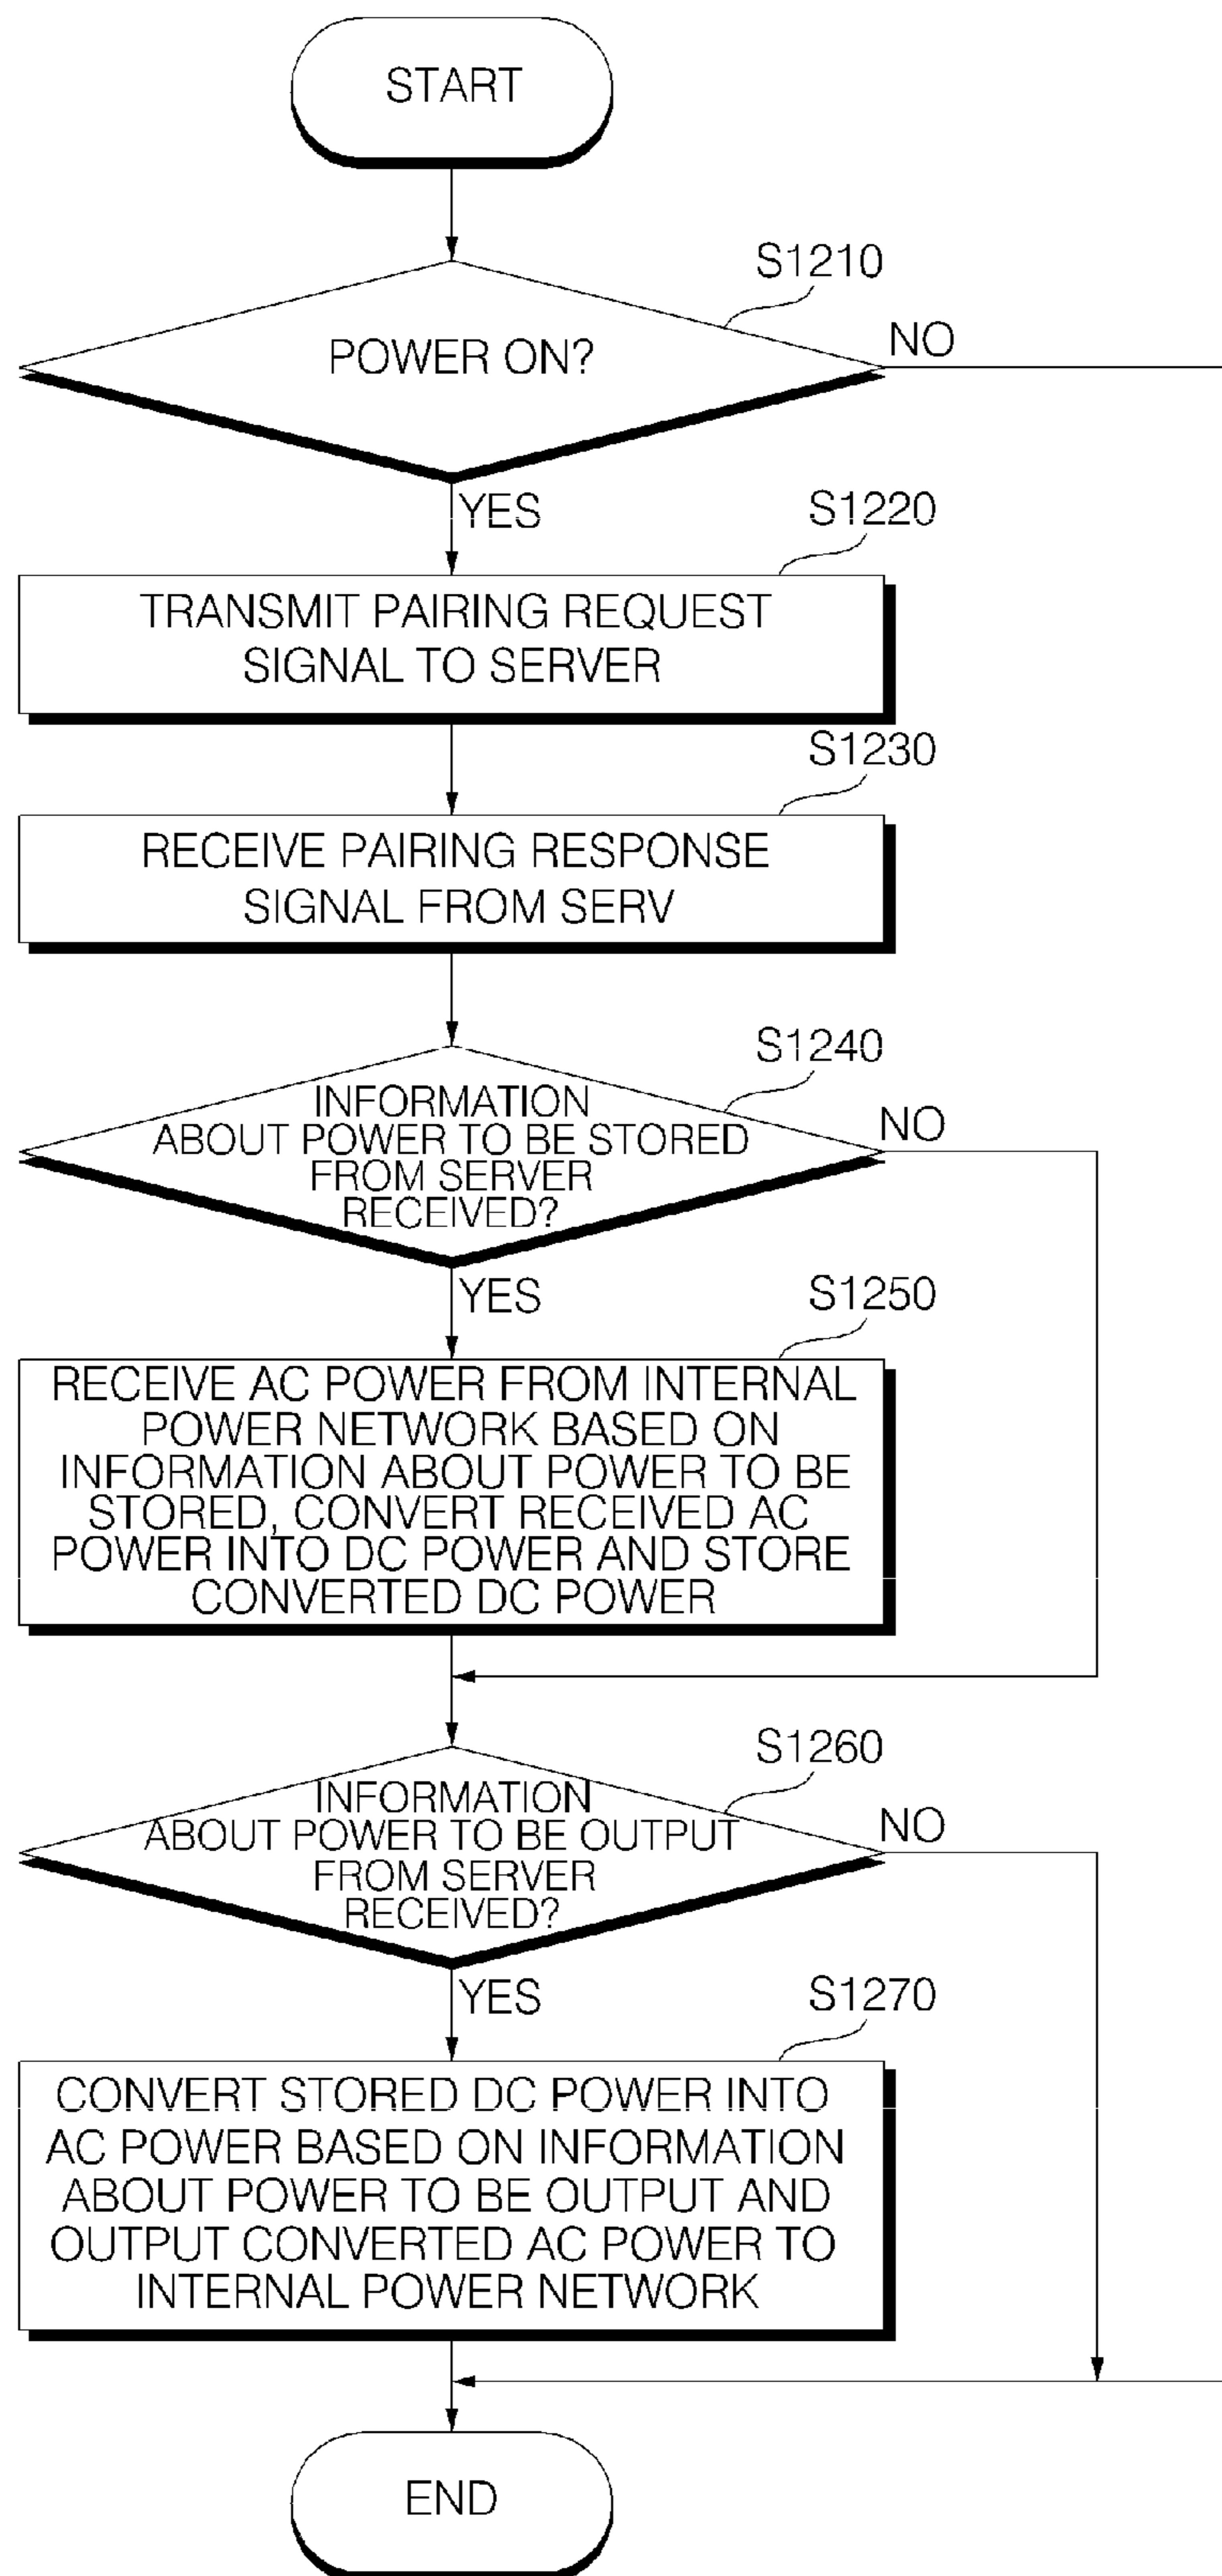 START
S1210
POWER ON?
NO
YES
S1220
TRANSMIT PAIRING REQUEST
SIGNAL TO SERVER
S1230
RECEIVE PAIRING RESPONSE
SIGNAL FROM SERV
S1240
INFORMATION
ABOUT POWER TO BE STORED
FROM SERVER
RECEIVED?
NO
YES
S1250
RECEIVE AC POWER FROM INTERNAL
POWER NETWORK BASED ON
INFORMATION ABOUT POWER TO BE
STORED, CONVERT RECEIVED AC
POWER INTO DC POWER AND STORE
CONVERTED DC POWER
S1260
INFORMATION
ABOUT POWER TO BE OUTPUT
FROM SERVER
RECEIVED?
NO
YES
S1270
CONVERT STORED DC POWER INTO
AC POWER BASED ON INFORMATION
ABOUT POWER TO BE OUTPUT AND
OUTPUT CONVERTED AC POWER TO
INTERNAL POWER NETWORK
END